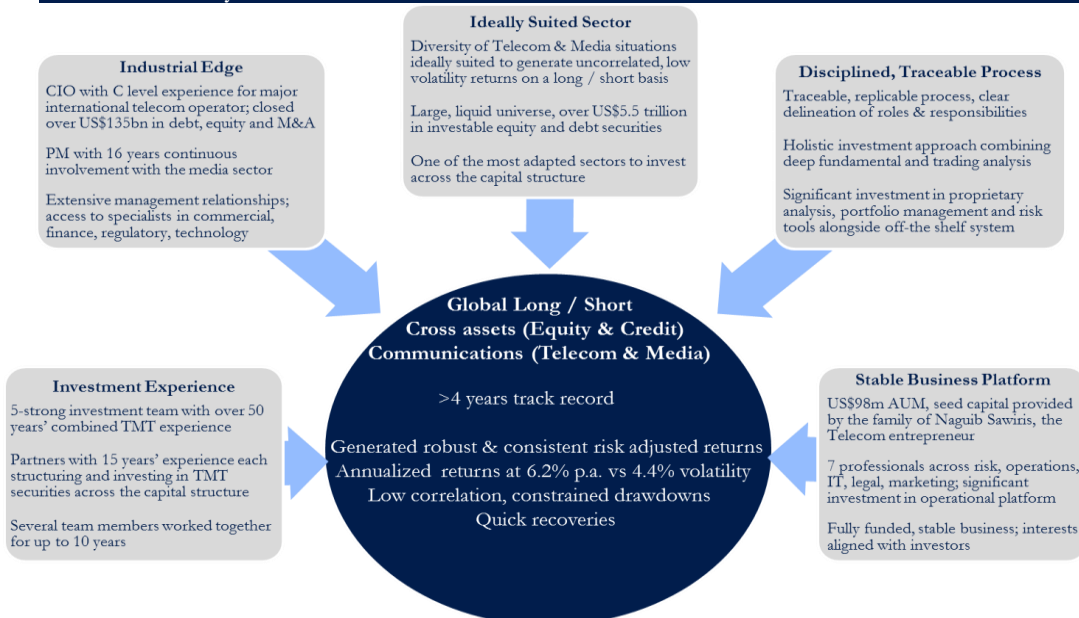 Ideally Suited Sector
Diversity of Telecom & Media situations
ideally suited to generate uncorrelated, low
volatility returns on a long / short basis
Large, liquid universe, over US$5.5 trillion
in investable equity and debt securities
One of the most adapted sectors to invest
across the capital structure
Industrial Edge
CIO with C level experience for major
international telecom operator; closed
over US$135bn in debt, equity and M&A
PM with 16 years continuous
involvement with the media sector
Extensive management relationships;
access to specialists in commercial,
finance, regulatory, technology
Disciplined, Traceable Process
Traceable, replicable process, clear
delineation of roles & responsibilities
Holistic investment approach combining
deep fundamental and trading analysis
Significant investment in proprietary
analysis, portfolio management and risk
tools alongside off-the shelf system
Global Long / Short
Cross assets (Equity & Credit)
Communications (Telecom & Media)
>4 years track record
Generated robust & consistent risk adjusted returns
Annualized returns at 6.2% p.a. vs 4.4% volatility
Low correlation, constrained drawdowns
Quick recoveries
Investment Experience
5-strong investment team with over 50
years' combined TMT experience
Partners with 15 years' experience each
structuring and investing in TMT
securities across the capital structure
Several team members worked together
for up to 10 years
Stable Business Platform
US$98m AUM, seed capital provided
by the family of Naguib Sawiris, the
Telecom entrepreneur
7 professionals across risk, operations,
IT, legal, marketing; significant
investment in operational platform
Fully funded, stable business; interests
aligned with investors